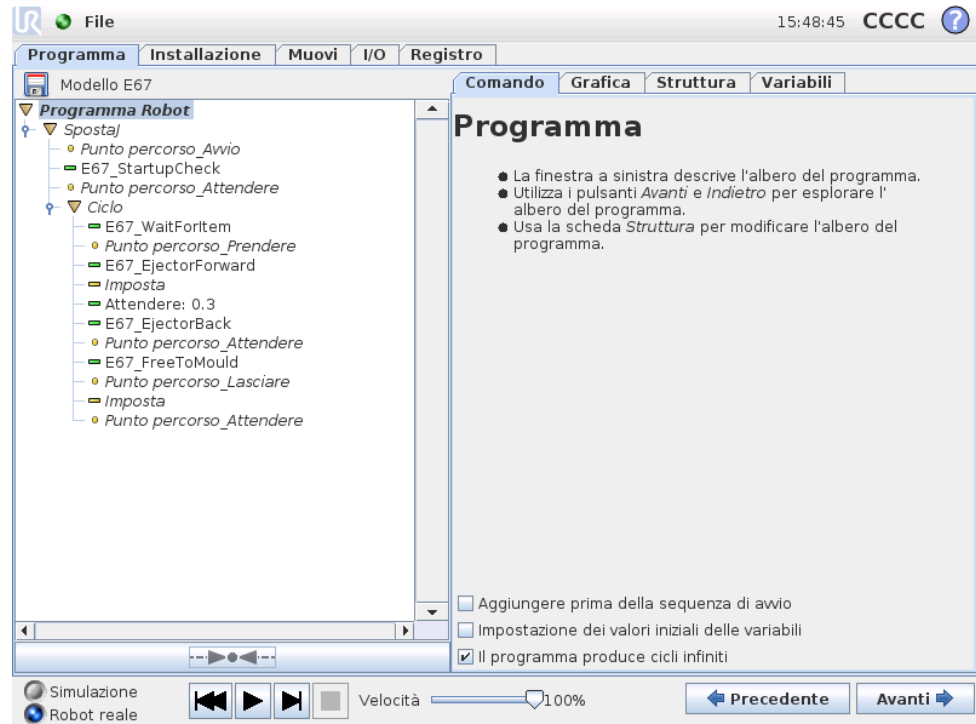 UR File 15:48:45 CCCC ?
Programma Installazione Muovi I/O Registro
Modello E67
Programma Robot
SpostaJ
Punto percorso_Avvio
E67_StartupCheck
Punto percorso_Attendere
Ciclo
E67_WaitForItem
Punto percorso_Prendere
E67_EjectorForward
Imposta
Attendere: 0.3
E67_EjectorBack
Punto percorso_Attendere
E67_FreeToMould
Punto percorso_Lasciare
Imposta
Punto percorso_Attendere
Comando Grafica Struttura Variabili
Programma
La finestra a sinistra descrive l'albero del programma.
Utilizza i pulsanti Avanti e Indietro per esplorare l'
albero del programma.
Usa la scheda Struttura per modificare l'albero del
programma.
Aggiungere prima della sequenza di avvio
Impostazione dei valori iniziali delle variabili
Il programma produce cicli infiniti
Simulazione
Robot reale
Velocità 100%
Precedente Avanti